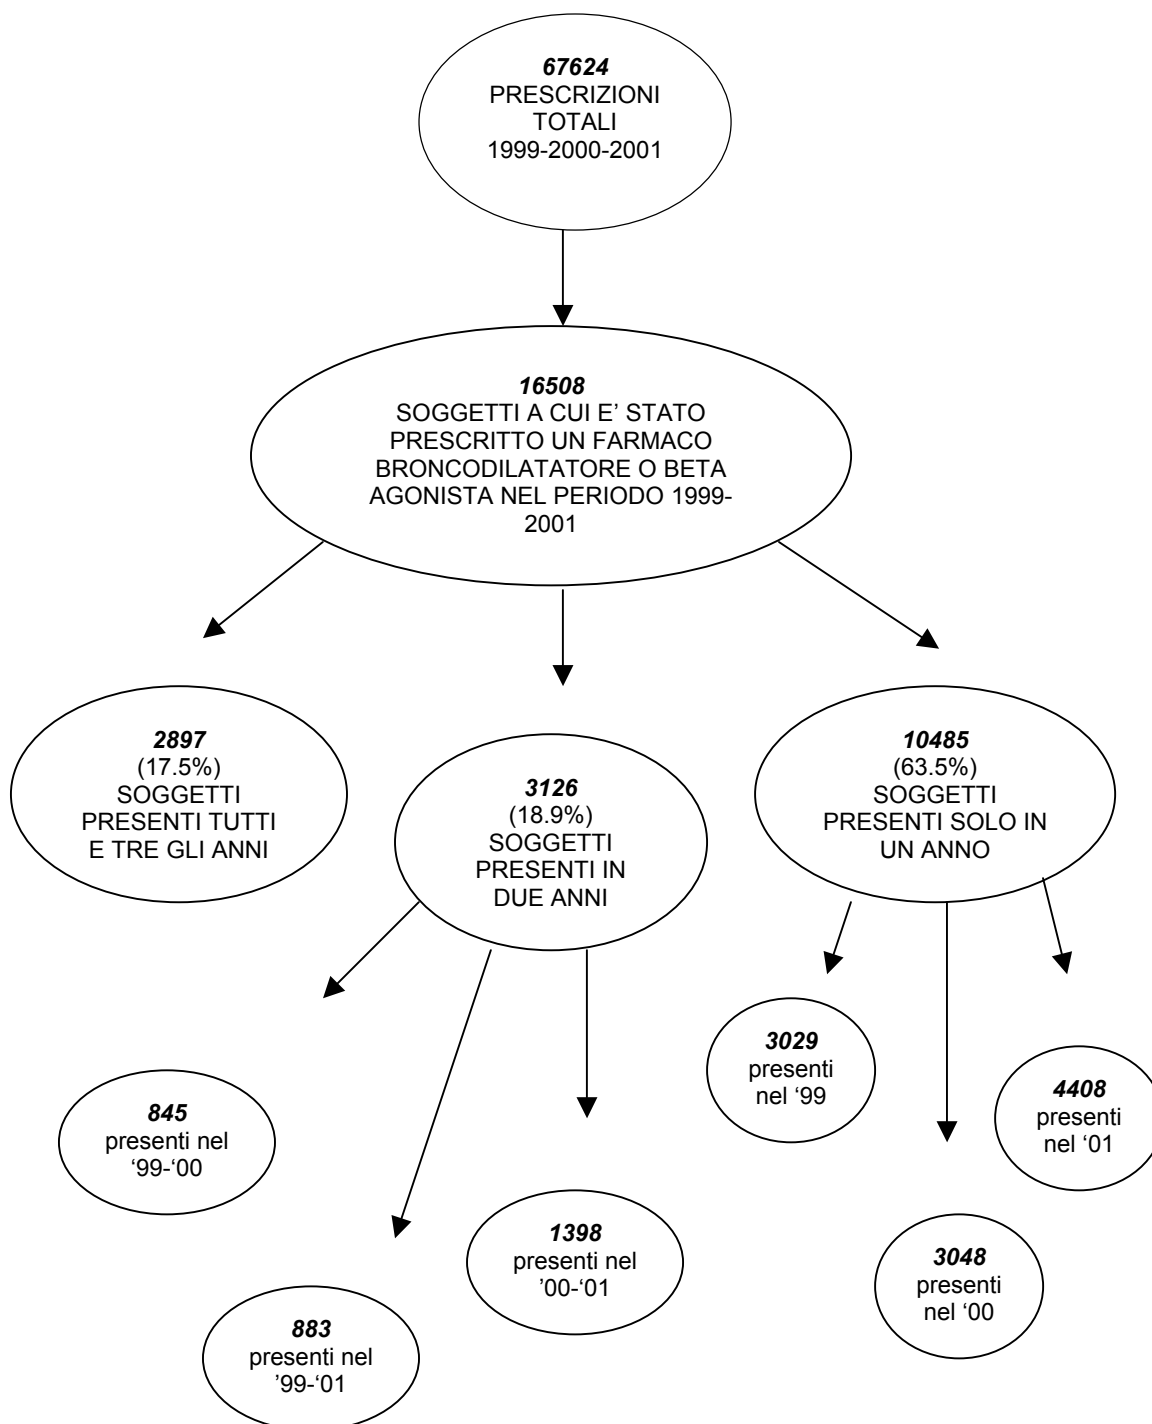 67624
PRESCRIZIONI
TOTALI
1999-2000-2001
16508
SOGGETTI A CUI E’ STATO
PRESCRITTO UN FARMACO
BRONCODILATATORE O BETA
AGONISTA NEL PERIODO 1999-
2001
2897
(17.5%)
SOGGETTI
PRESENTI TUTTI
E TRE GLI ANNI
3126
(18.9%)
SOGGETTI
PRESENTI IN
DUE ANNI
10485
(63.5%)
SOGGETTI
PRESENTI SOLO IN
UN ANNO
845
presenti nel
‘99-‘00
883
presenti nel
’99-‘01
1398
presenti nel
’00-‘01
3029
presenti
nel ‘99
3048
presenti
nel ‘00
4408
presenti
nel ‘01